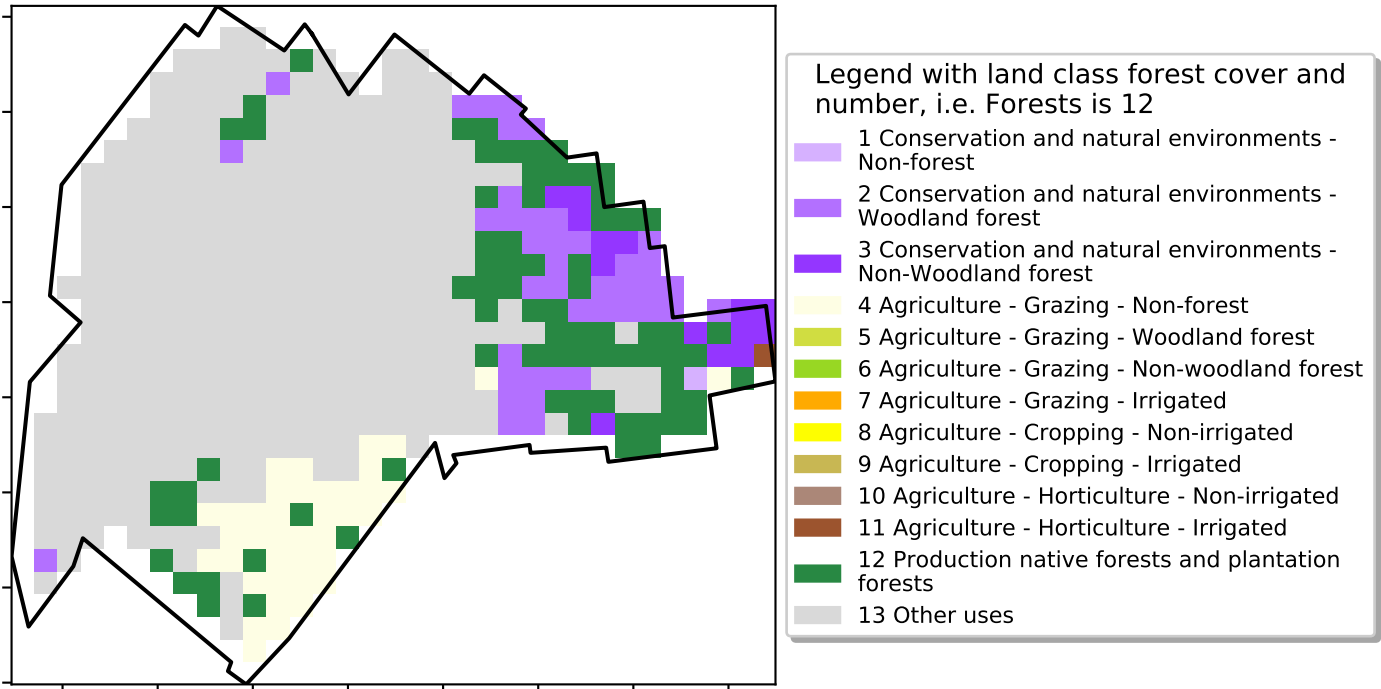 Legend with land class forest cover and
number, i.e. Forests is 12
1 Conservation and natural environments -
Non-forest
2 Conservation and natural environments -
Woodland forest
3 Conservation and natural environments -
Non-Woodland forest
4 Agriculture - Grazing - Non-forest
5 Agriculture - Grazing - Woodland forest
6 Agriculture - Grazing - Non-woodland forest
7 Agriculture - Grazing - Irrigated
8 Agriculture - Cropping - Non-irrigated
9 Agriculture - Cropping - Irrigated
10 Agriculture - Horticulture - Non-irrigated
11 Agriculture - Horticulture - Irrigated
12 Production native forests and plantation
forests
13 Other uses